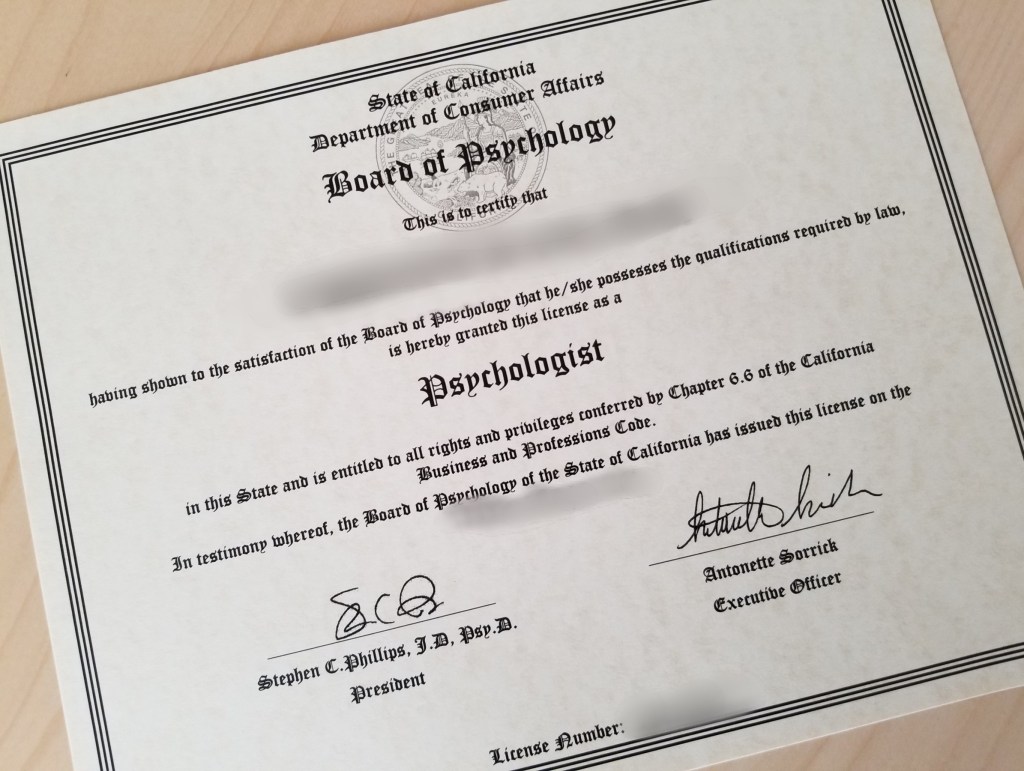 State of California
Department of Consumer Affairs
Board of Psychology
This is to certify that
having shown to the satisfaction of the Board of Psychology that he/she possesses the qualifications required by law,
is hereby granted this license as a
Psychologist
in this State and is entitled to all rights and privileges conferred by Chapter 6.6 of the California
Business and Professions Code.
In testimony whereof, the Board of Psychology of the State of California has issued this license on the
Stephen C.Phillips, J.D, Psy.D.
President
Antonette Sorrick
Executive Officer
License Number: